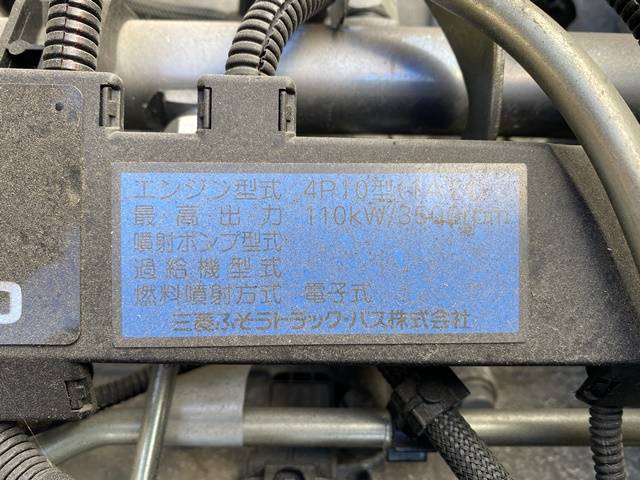 エンジン型式 4P10型
最高出力 110kW/3500rpm
噴射ポンプ型式
過給機型式
燃料噴射方式 電子式
三菱ふそうトラック・バス株式会社